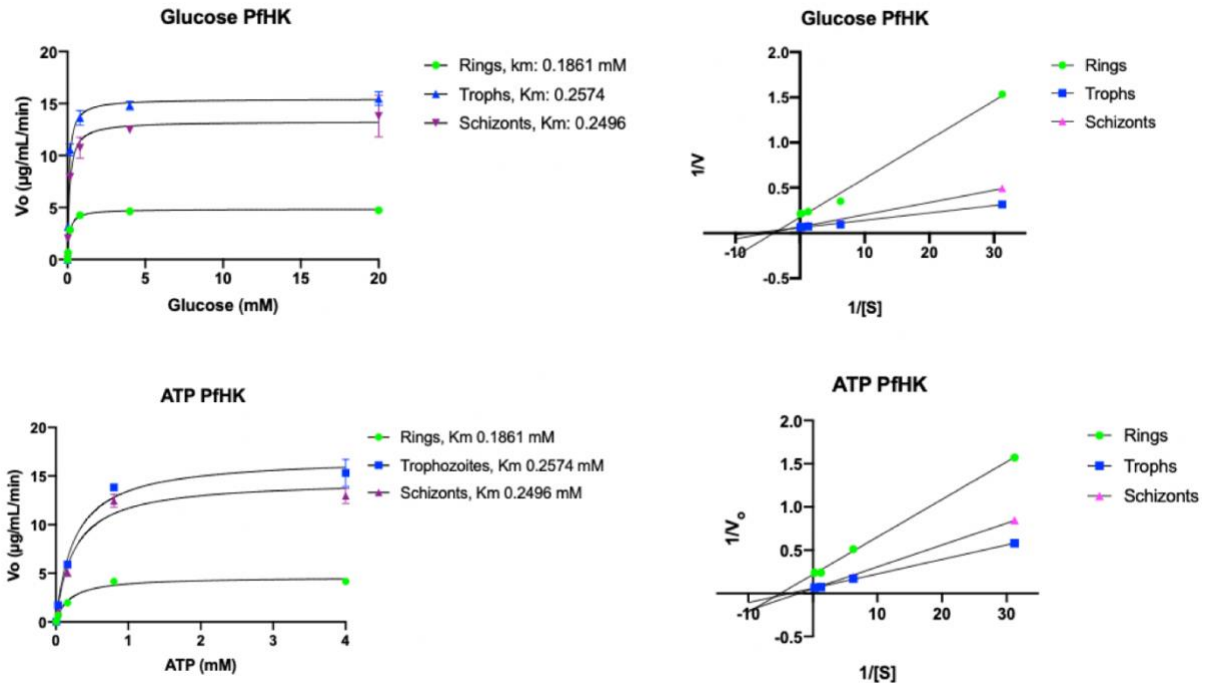 Glucose PfHK
20
15
10
5
0
0
5
10
15
20
Vo (µg/mL/min)
Glucose (mM)
Rings, km: 0.1861 mM
Trophs, Km: 0.2574
Schizonts, Km: 0.2496
Glucose PfHK
2.0
1.5
1.0
0.5
-0.5
-10
10
20
30
1/V
1/[S]
Rings
Trophs
Schizonts
ATP PfHK
20
15
10
5
0
0
1
2
3
4
Vo (µg/mL/min)
ATP (mM)
Rings, Km 0.1861 mM
Trophozoites, Km 0.2574 mM
Schizonts, Km 0.2496 mM
ATP PfHK
2.0
1.5
1.0
0.5
-0.5
-10
10
20
30
1/Vo
1/[S]
Rings
Trophs
Schizonts